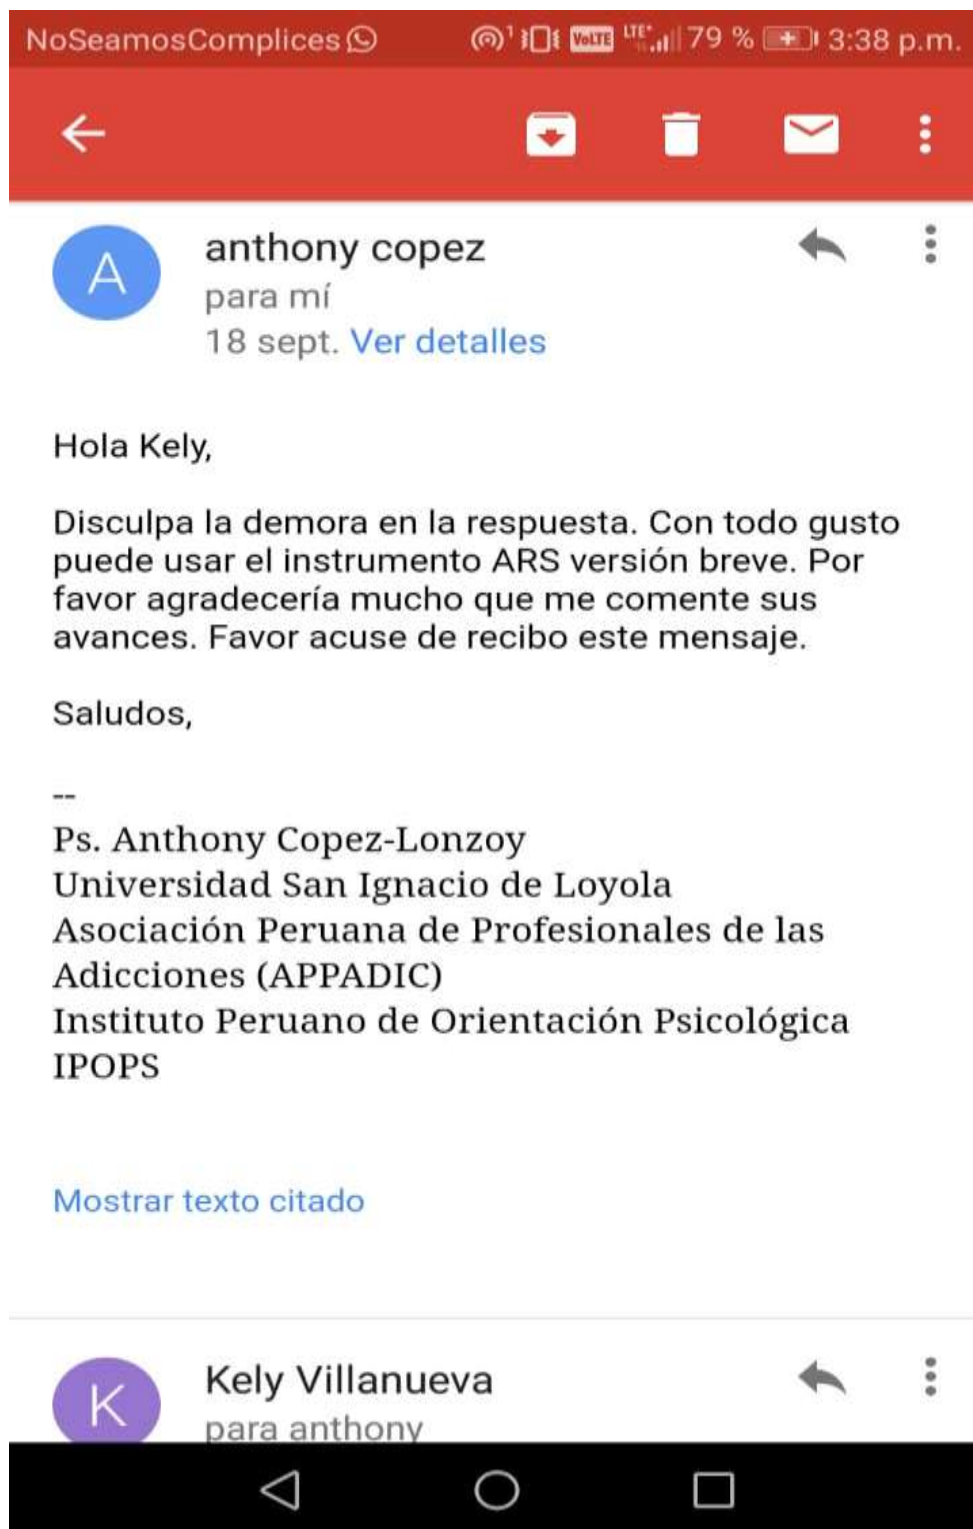 NoSeamosComplices 1 VoLTE LTE+ 79 % 3:38 p.m.
A
anthony copez
para mí
18 sept. Ver detalles
Hola Kely,
Disculpa la demora en la respuesta. Con todo gusto
puede usar el instrumento ARS versión breve. Por
favor agradecería mucho que me comente sus
avances. Favor acuse de recibo este mensaje.
Saludos,
--
Ps. Anthony Copez-Lonzoy
Universidad San Ignacio de Loyola
Asociación Peruana de Profesionales de las
Adicciones (APPADIC)
Instituto Peruano de Orientación Psicológica
IPOPS
Mostrar texto citado
K
Kely Villanueva
para anthony